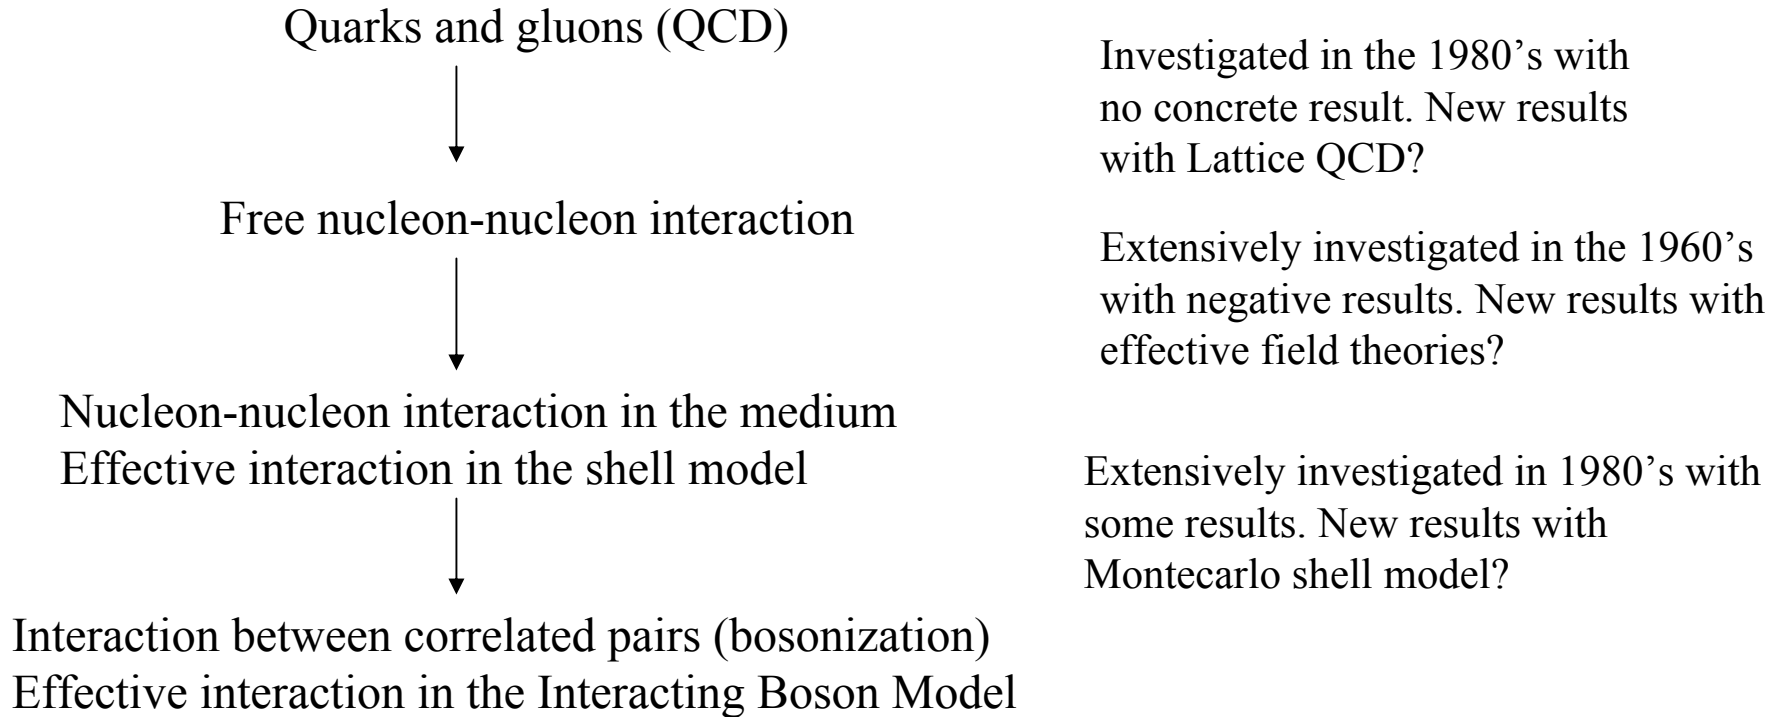 Quarks and gluons (QCD)
Investigated in the 1980’s with
no concrete result. New results
with Lattice QCD?
Free nucleon-nucleon interaction
Extensively investigated in the 1960’s
with negative results. New results with
effective field theories?
Nucleon-nucleon interaction in the medium
Effective interaction in the shell model
Extensively investigated in 1980’s with
some results. New results with
Montecarlo shell model?
Interaction between correlated pairs (bosonization)
Effective interaction in the Interacting Boson Model